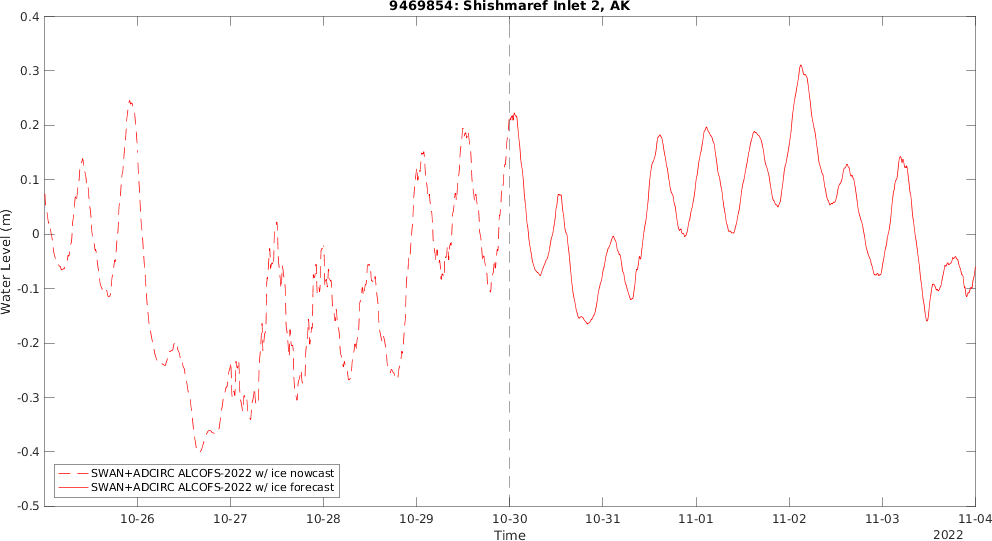 9469854: Shishmaref Inlet 2, AK
0.4
0.3
0.2
0.1
0
-0.1
-0.2
-0.3
-0.4
-0.5
Water Level (m)
SWAN+ADCIRC ALCOFS-2022 w/ ice nowcast
SWAN+ADCIRC ALCOFS-2022 w/ ice forecast
10-26 10-27 10-28 10-29 10-30 10-31 11-01 11-02 11-03 11-04
Time
2022